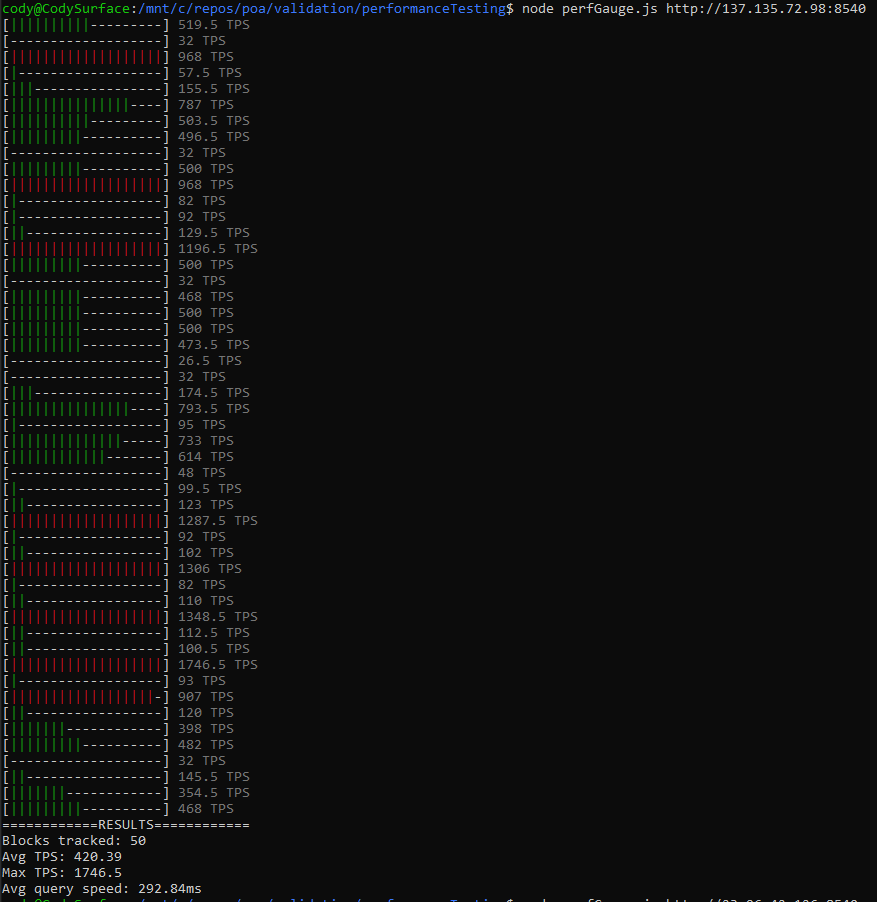 cody@CodySurface:/mnt/c/repos/poa/validation/performanceTesting$ node perfGauge.js http://137.135.72.98:8540
[||||||||||---------] 519.5 TPS
[-------------------] 32 TPS
[|||||||||||||||||||] 968 TPS
[|------------------] 57.5 TPS
[|||----------------] 155.5 TPS
[|||||||||||||||----] 787 TPS
[||||||||||---------] 503.5 TPS
[|||||||||----------] 496.5 TPS
[-------------------] 32 TPS
[|||||||||----------] 500 TPS
[|||||||||||||||||||] 968 TPS
[|------------------] 82 TPS
[|------------------] 92 TPS
[||-----------------] 129.5 TPS
[|||||||||||||||||||] 1196.5 TPS
[|||||||||----------] 500 TPS
[-------------------] 32 TPS
[|||||||||----------] 468 TPS
[|||||||||----------] 500 TPS
[|||||||||----------] 500 TPS
[|||||||||----------] 473.5 TPS
[-------------------] 26.5 TPS
[-------------------] 32 TPS
[|||----------------] 174.5 TPS
[|||||||||||||||----] 793.5 TPS
[|------------------] 95 TPS
[||||||||||||||-----] 733 TPS
[||||||||||||-------] 614 TPS
[-------------------] 48 TPS
[|------------------] 99.5 TPS
[||-----------------] 123 TPS
[|||||||||||||||||||] 1287.5 TPS
[|------------------] 92 TPS
[||-----------------] 102 TPS
[|||||||||||||||||||] 1306 TPS
[|------------------] 82 TPS
[||-----------------] 110 TPS
[|||||||||||||||||||] 1348.5 TPS
[||-----------------] 112.5 TPS
[||-----------------] 100.5 TPS
[|||||||||||||||||||] 1746.5 TPS
[|------------------] 93 TPS
[||||||||||||||||||-] 907 TPS
[||-----------------] 120 TPS
[|||||||------------] 398 TPS
[|||||||||----------] 482 TPS
[-------------------] 32 TPS
[||-----------------] 145.5 TPS
[|||||||------------] 354.5 TPS
[|||||||||----------] 468 TPS
============RESULTS============
Blocks tracked: 50
Avg TPS: 420.39
Max TPS: 1746.5
Avg query speed: 292.84ms